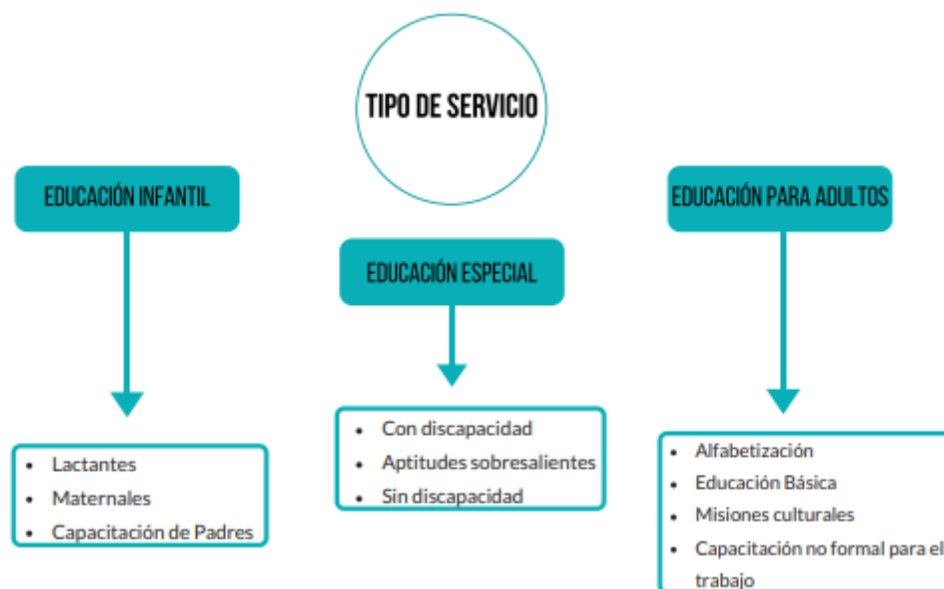 TIPO DE SERVICIO
EDUCACIÓN INFANTIL
• Lactantes
• Maternales
• Capacitación de Padres
EDUCACIÓN ESPECIAL
• Con discapacidad
• Aptitudes sobresalientes
• Sin discapacidad
EDUCACIÓN PARA ADULTOS
• Alfabetización
• Educación Básica
• Misiones culturales
• Capacitación no formal para el
trabajo